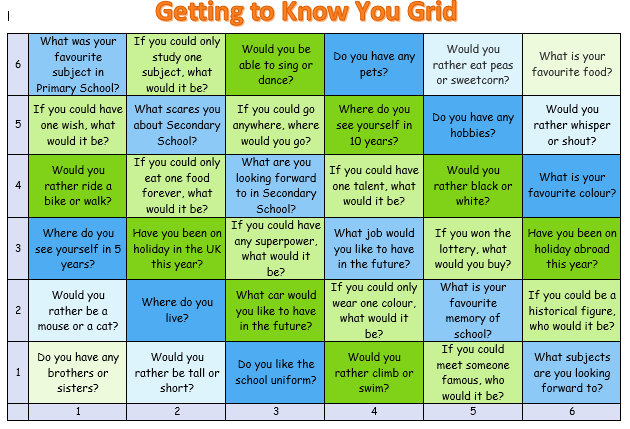 Getting to Know You Grid
6
What was your
favourite
subject in
Primary School?
If you could only
study one
subject, what
would it be?
Would you be
able to sing or
dance?
Do you have any
pets?
Would you
rather eat peas
or sweetcorn?
What is your
favourite food?
5
If you could have
one wish, what
would it be?
What scares you
about Secondary
School?
If you could go
anywhere, where
would you go?
Where do you
see yourself in
10 years?
Do you have any
hobbies?
Would you
rather whisper
or shout?
4
Would you
rather ride a
bike or walk?
If you could only
eat one food
forever, what
would it be?
What are you
looking forward
to in Secondary
School?
If you could have
one talent, what
would it be?
Would you
rather black or
white?
What is your
favourite colour?
3
Where do you
see yourself in 5
years?
Have you been on
holiday in the UK
this year?
If you could have
any superpower,
what would it
be?
What job would
you like to have
in the future?
If you won the
lottery, what
would you buy?
Have you been on
holiday abroad
this year?
2
Would you
rather be a
mouse or a cat?
Where do you
live?
What car would
you like to have
in the future?
If you could only
wear one colour,
what would it
be?
What is your
favourite
memory of
school?
If you could be a
historical figure,
who would it be?
1
Do you have any
brothers or
sisters?
Would you
rather be tall or
short?
Do you like the
school uniform?
Would you
rather climb or
swim?
If you could
meet someone
famous, who
would it be?
What subjects
are you looking
forward to?
1
2
3
4
5
6